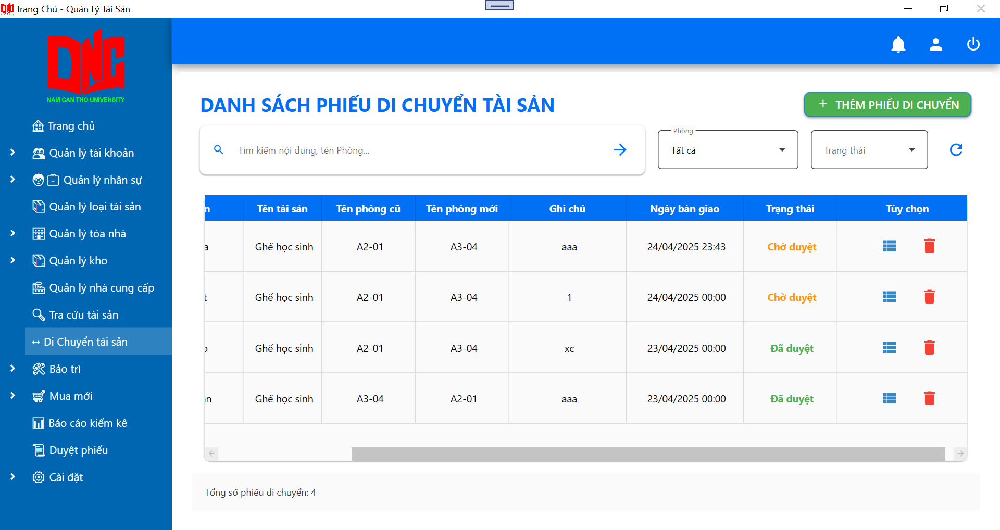 Trang Chủ - Quản Lý Tài Sản
DNC
NAM CAN THO UNIVERSITY
Trang chủ
Quản lý tài khoản
Quản lý nhân sự
Quản lý loại tài sản
Quản lý tòa nhà
Quản lý kho
Quản lý nhà cung cấp
Tra cứu tài sản
Di Chuyển tài sản
Bảo trì
Mua mới
Báo cáo kiểm kê
Duyệt phiếu
Cài đặt
DANH SÁCH PHIẾU DI CHUYỂN TÀI SẢN
+ THÊM PHIẾU DI CHUYỂN
Tìm kiếm nội dung, tên Phòng...
Phòng
Tất cả
Trạng thái
n Tên tài sản Tên phòng cũ Tên phòng mới Ghi chú Ngày bàn giao Trạng thái Tùy chọn
a Ghế học sinh A2-01 A3-04 aaa 24/04/2025 23:43 Chờ duyệt
t Ghế học sinh A2-01 A3-04 1 24/04/2025 00:00 Chờ duyệt
Ghế học sinh A2-01 A3-04 xc 23/04/2025 00:00 Đã duyệt
n Ghế học sinh A3-04 A2-01 aaa 23/04/2025 00:00 Đã duyệt
Tổng số phiếu di chuyển: 4